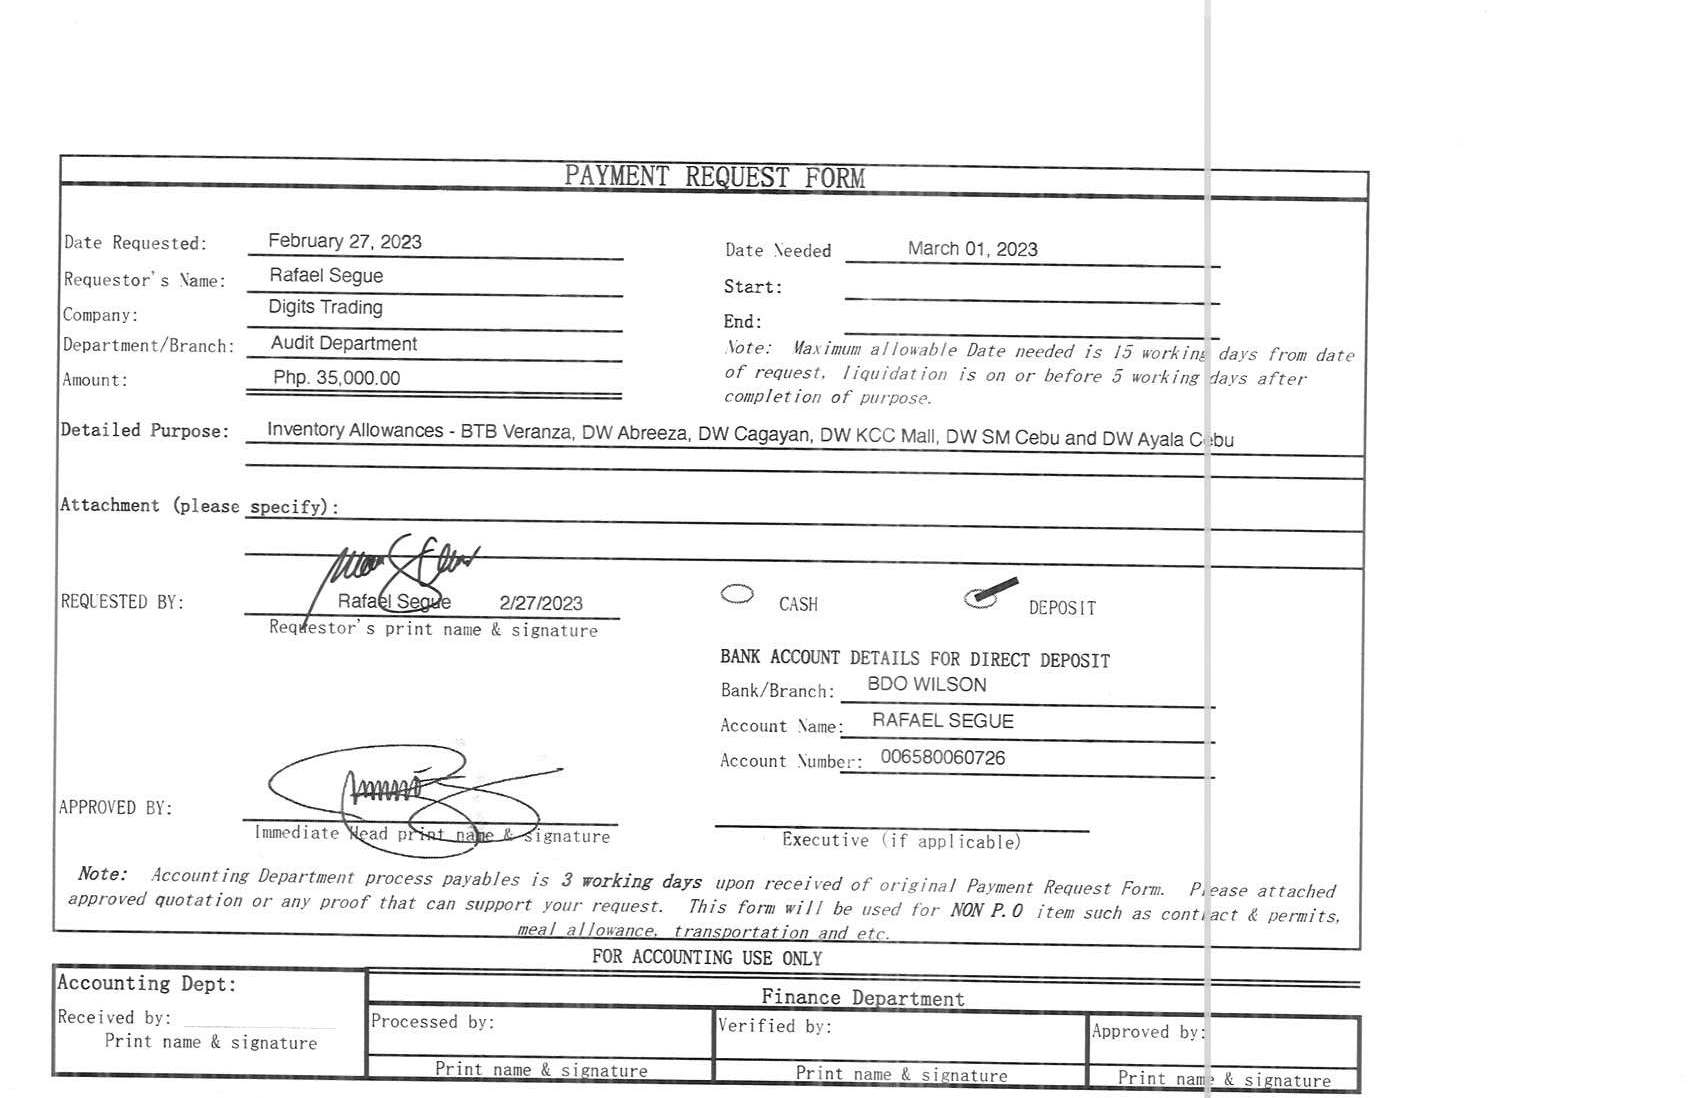 PAYMENT REQUEST FORM
Date Requested: February 27, 2023
Date Needed March 01, 2023
Requestor's Name: Rafael Segue
Start:
Company: Digits Trading
End:
Department/Branch: Audit Department
Note: Maximum allowable Date needed is 15 working days from date
of request, liquidation is on or before 5 working days after
completion of purpose.
Amount: Php. 35,000.00
Detailed Purpose: Inventory Allowances - BTB Veranza, DW Abreeza, DW Cagayan, DW KCC Mall, DW SM Cebu and DW Ayala Cebu
Attachment (please specify):
REQUESTED BY: Rafael Segue 2/27/2023
Requestor's print name & signature
CASH
DEPOSIT
BANK ACCOUNT DETAILS FOR DIRECT DEPOSIT
Bank/Branch: BDO WILSON
Account Name: RAFAEL SEGUE
Account Number: 006580060726
APPROVED BY:
Immediate Head print name & signature
Executive (if applicable)
Note: Accounting Department process payables is 3 working days upon received of original Payment Request Form. Please attached
approved quotation or any proof that can support your request. This form will be used for NON P.O item such as contract & permits,
meal allowance, transportation and etc.
FOR ACCOUNTING USE ONLY
Accounting Dept:
Finance Department
Received by:
Print name & signature
Processed by:
Verified by:
Approved by:
Print name & signature
Print name & signature
Print name & signature